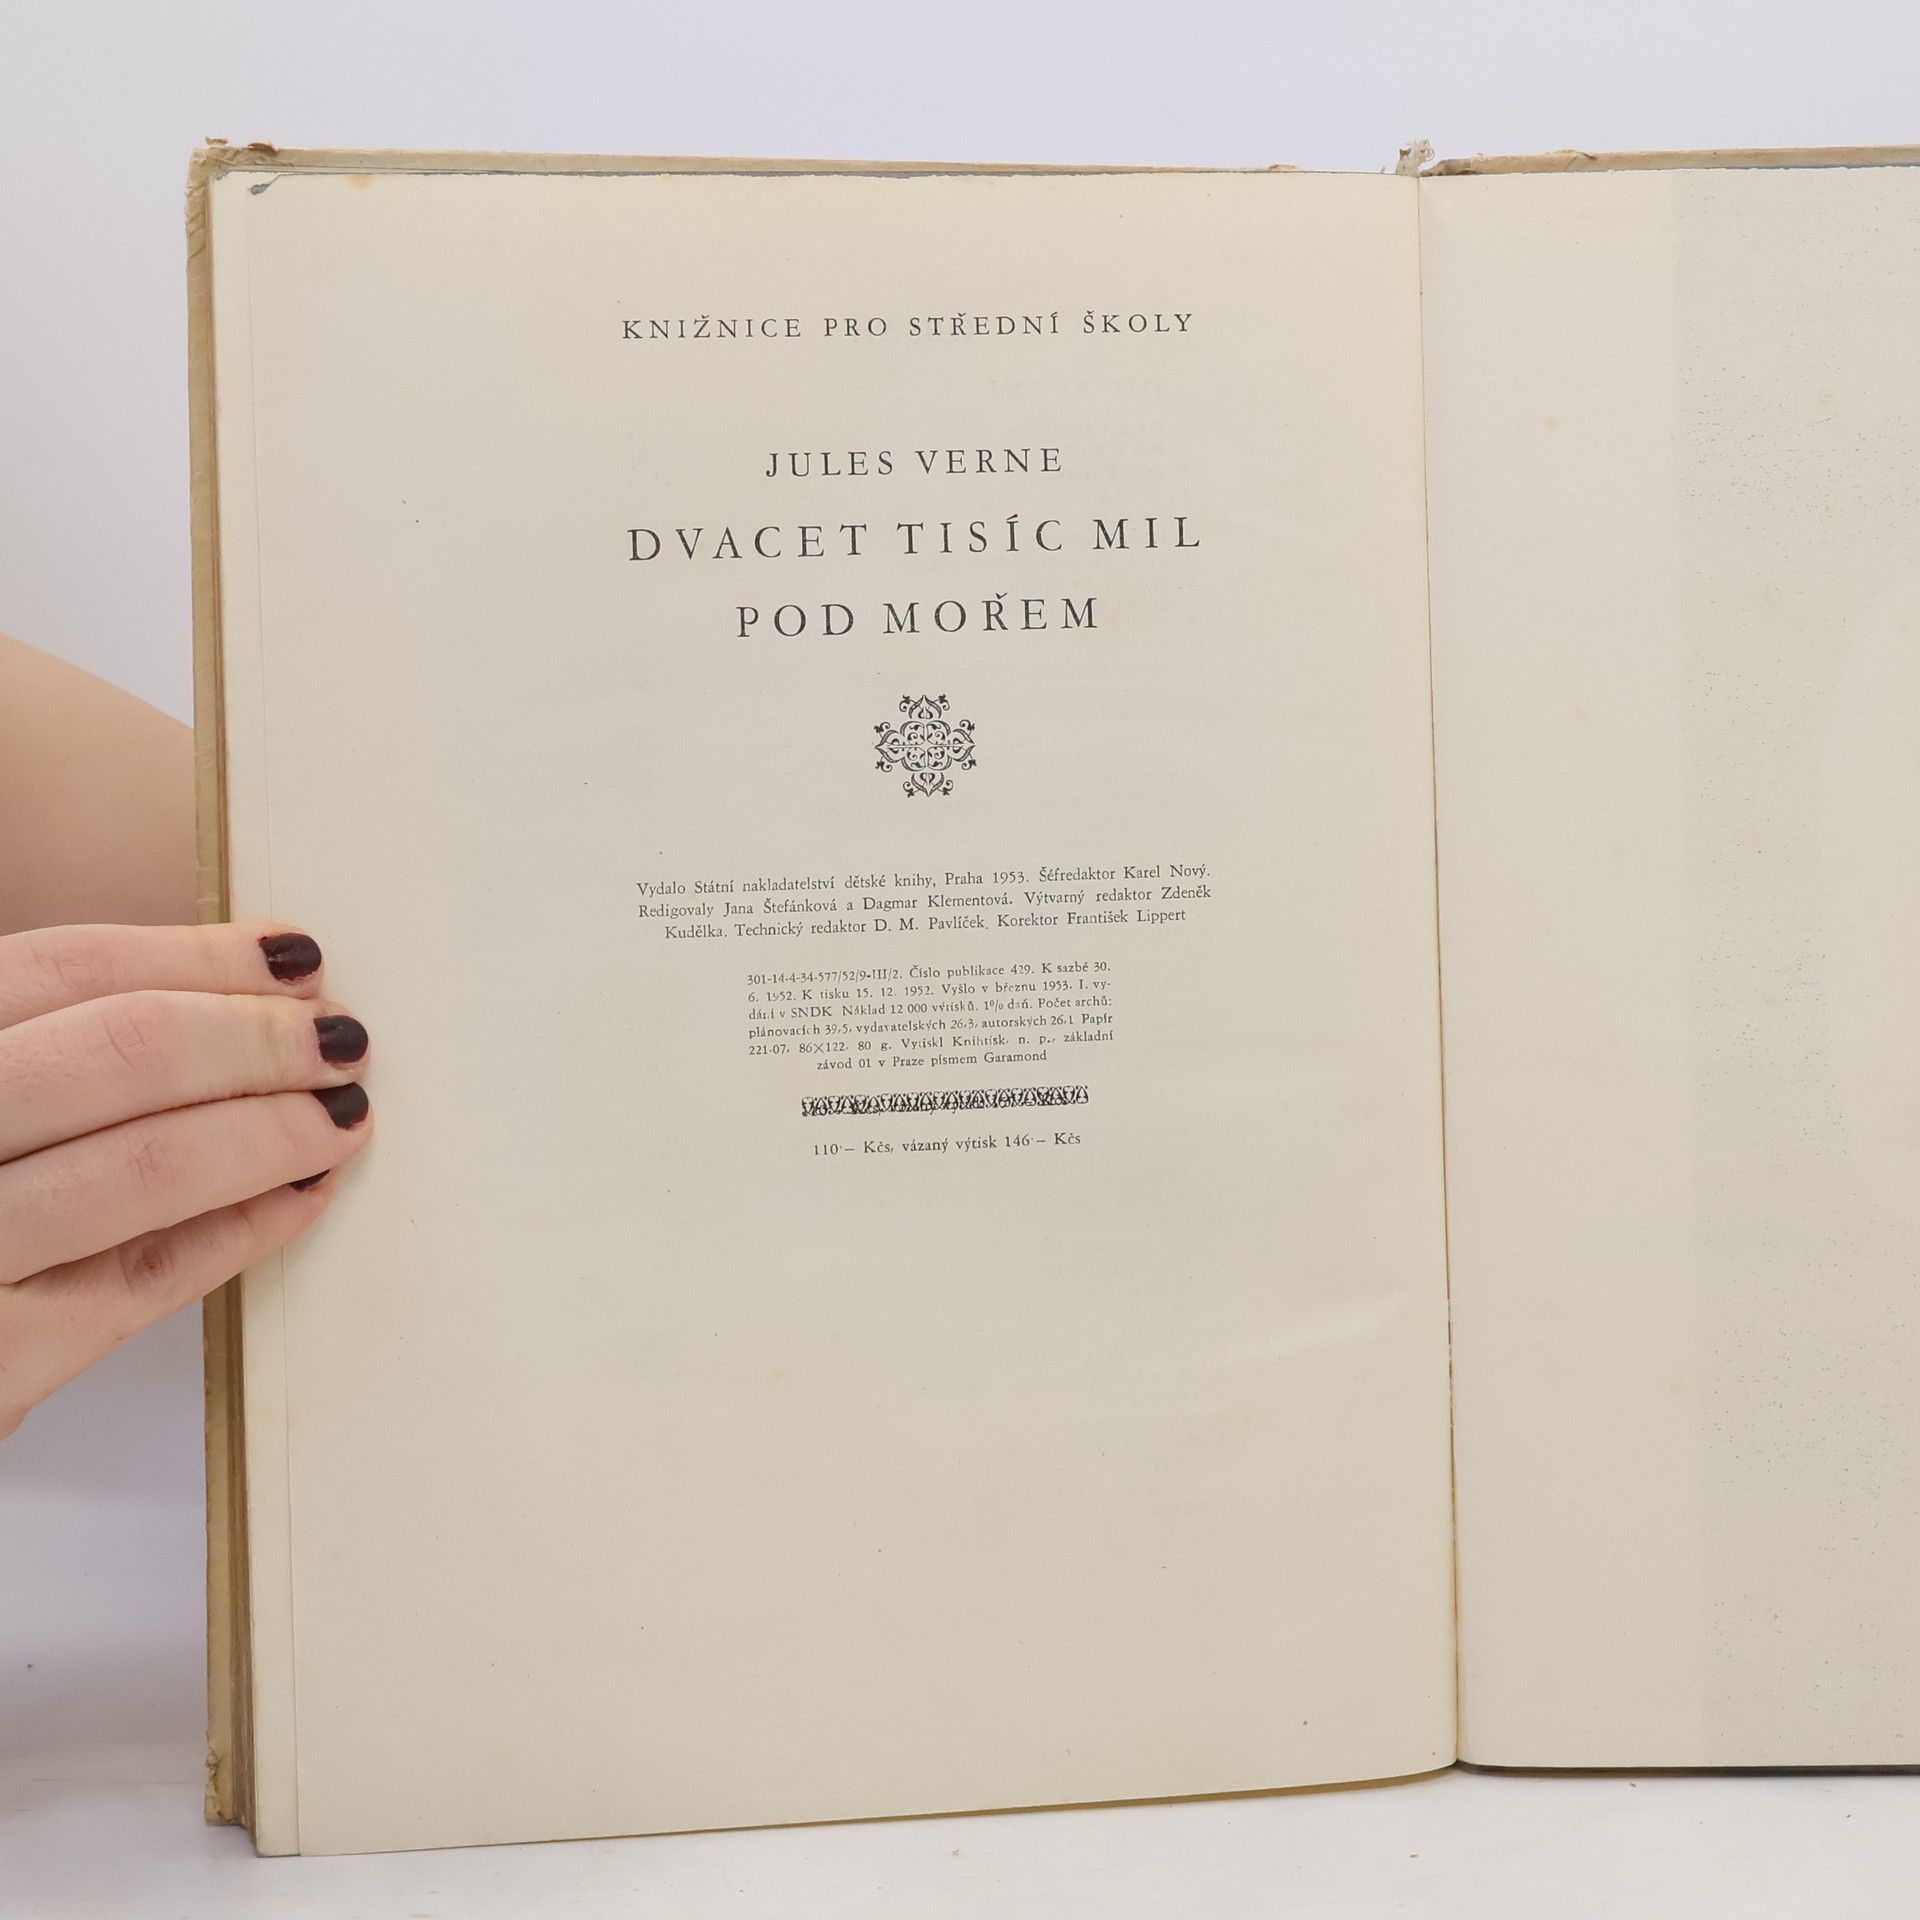 KNIŽNICE PRO STŘEDNÍ ŠKOLY
JULES VERNE
DVACET TISÍC MIL
POD MOŘEM
Vydalo Státní nakladatelství dětské knihy, Praha 1953. Šéfredaktor Karel Nový.
Redigovaly Jana Štefánková a Dagmar Klementová. Výtvarný redaktor Zdeněk
Kudělka. Technický redaktor D. M. Pavlíček. Korektor František Lippert
301-14-4-34-577/52/9-III/2. Číslo publikace 429. K sazbě 30.
6. 1952. K tisku 15. 12. 1952. Vyšlo v březnu 1953. I. vy-
dání v SNDK Náklad 12 000 výtisků. 1% daň. Počet archů:
plánovacích 39,5, vydavatelských 26,3, autorských 26,1 Papír
221-07, 86×122, 80 g. Vytiskl Knihtisk, n. p., základní
závod 01 v Praze písmem Garamond
110·– Kčs, vázaný výtisk 146·– Kčs